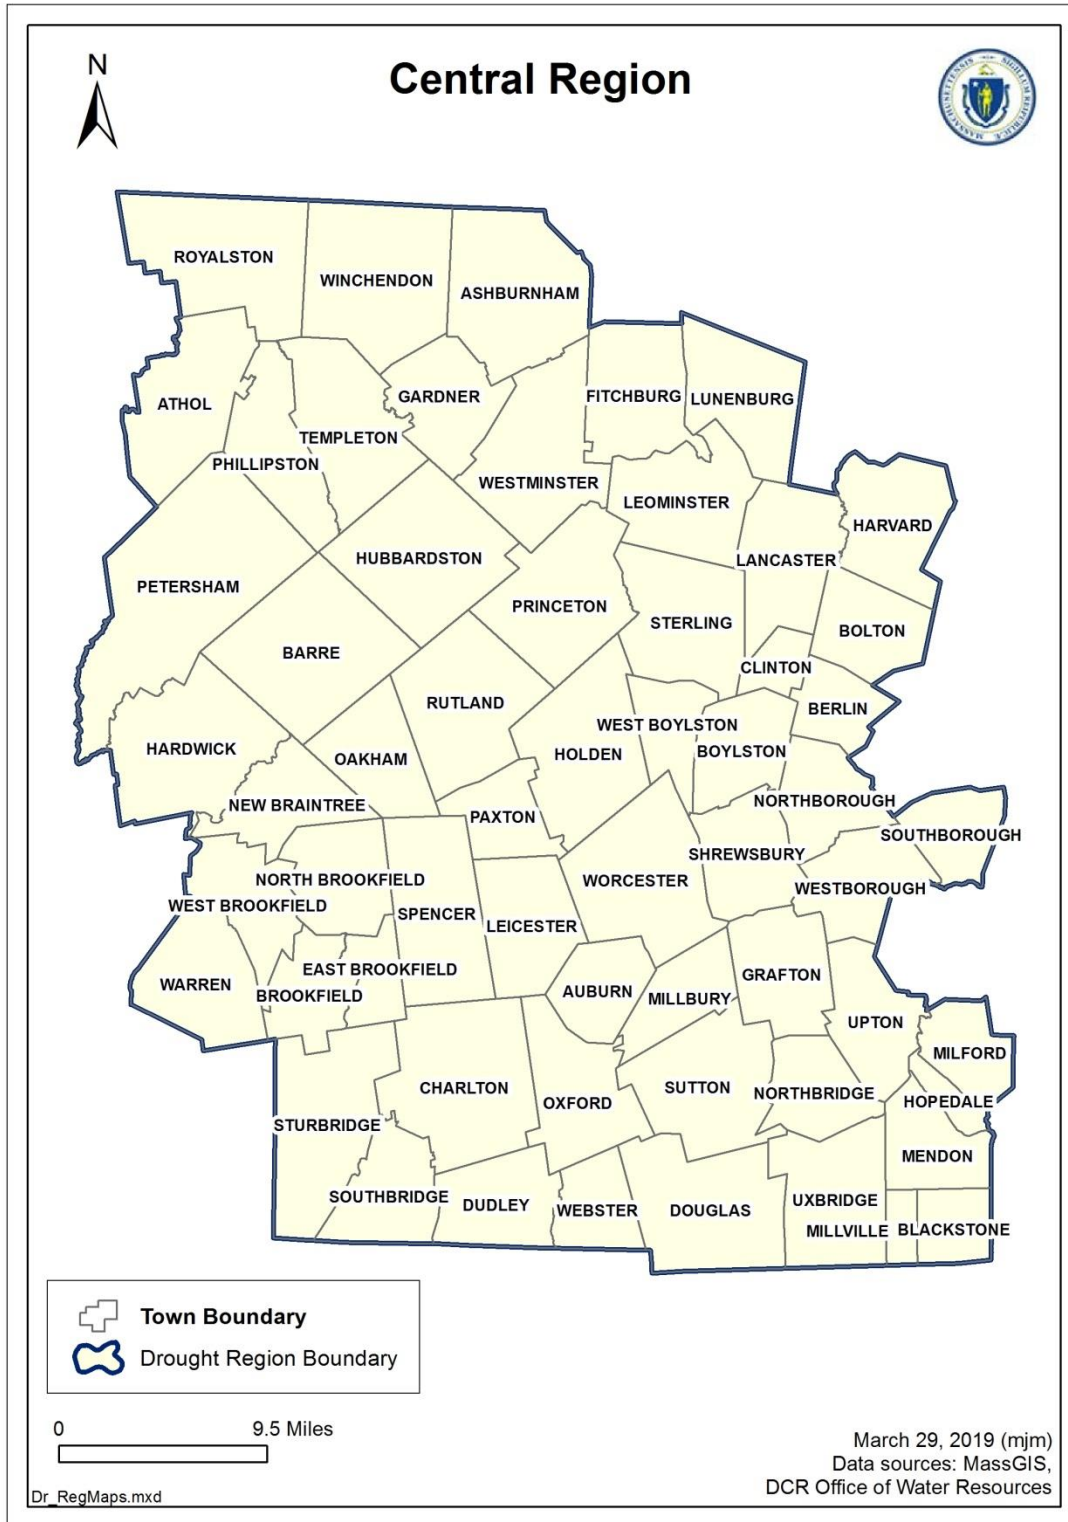 N
Central Region
MASSACHUSETTENSIS SIGILLUM REIPUBLICÆ
ROYALSTON
WINCHENDON
ASHBURNHAM
ATHOL
GARDNER
FITCHBURG
LUNENBURG
TEMPLETON
PHILLIPSTON
WESTMINSTER
LEOMINSTER
HARVARD
HUBBARDSTON
LANCASTER
PETERSHAM
PRINCETON
STERLING
BOLTON
BARRE
CLINTON
RUTLAND
BERLIN
WEST BOYLSTON
HARDWICK
OAKHAM
HOLDEN
BOYLSTON
NEW BRAINTREE
PAXTON
NORTHBOROUGH
SOUTHBOROUGH
SHREWSBURY
NORTH BROOKFIELD
WORCESTER
WESTBOROUGH
WEST BROOKFIELD
SPENCER
LEICESTER
EAST BROOKFIELD
GRAFTON
WARREN
BROOKFIELD
AUBURN
MILLBURY
UPTON
MILFORD
CHARLTON
OXFORD
SUTTON
NORTHBRIDGE
HOPEDALE
STURBRIDGE
MENDON
SOUTHBRIDGE
DUDLEY
WEBSTER
DOUGLAS
UXBRIDGE
MILLVILLE
BLACKSTONE
Town Boundary
Drought Region Boundary
0 9.5 Miles
March 29, 2019 (mjm)
Data sources: MassGIS,
DCR Office of Water Resources
Dr_RegMaps.mxd